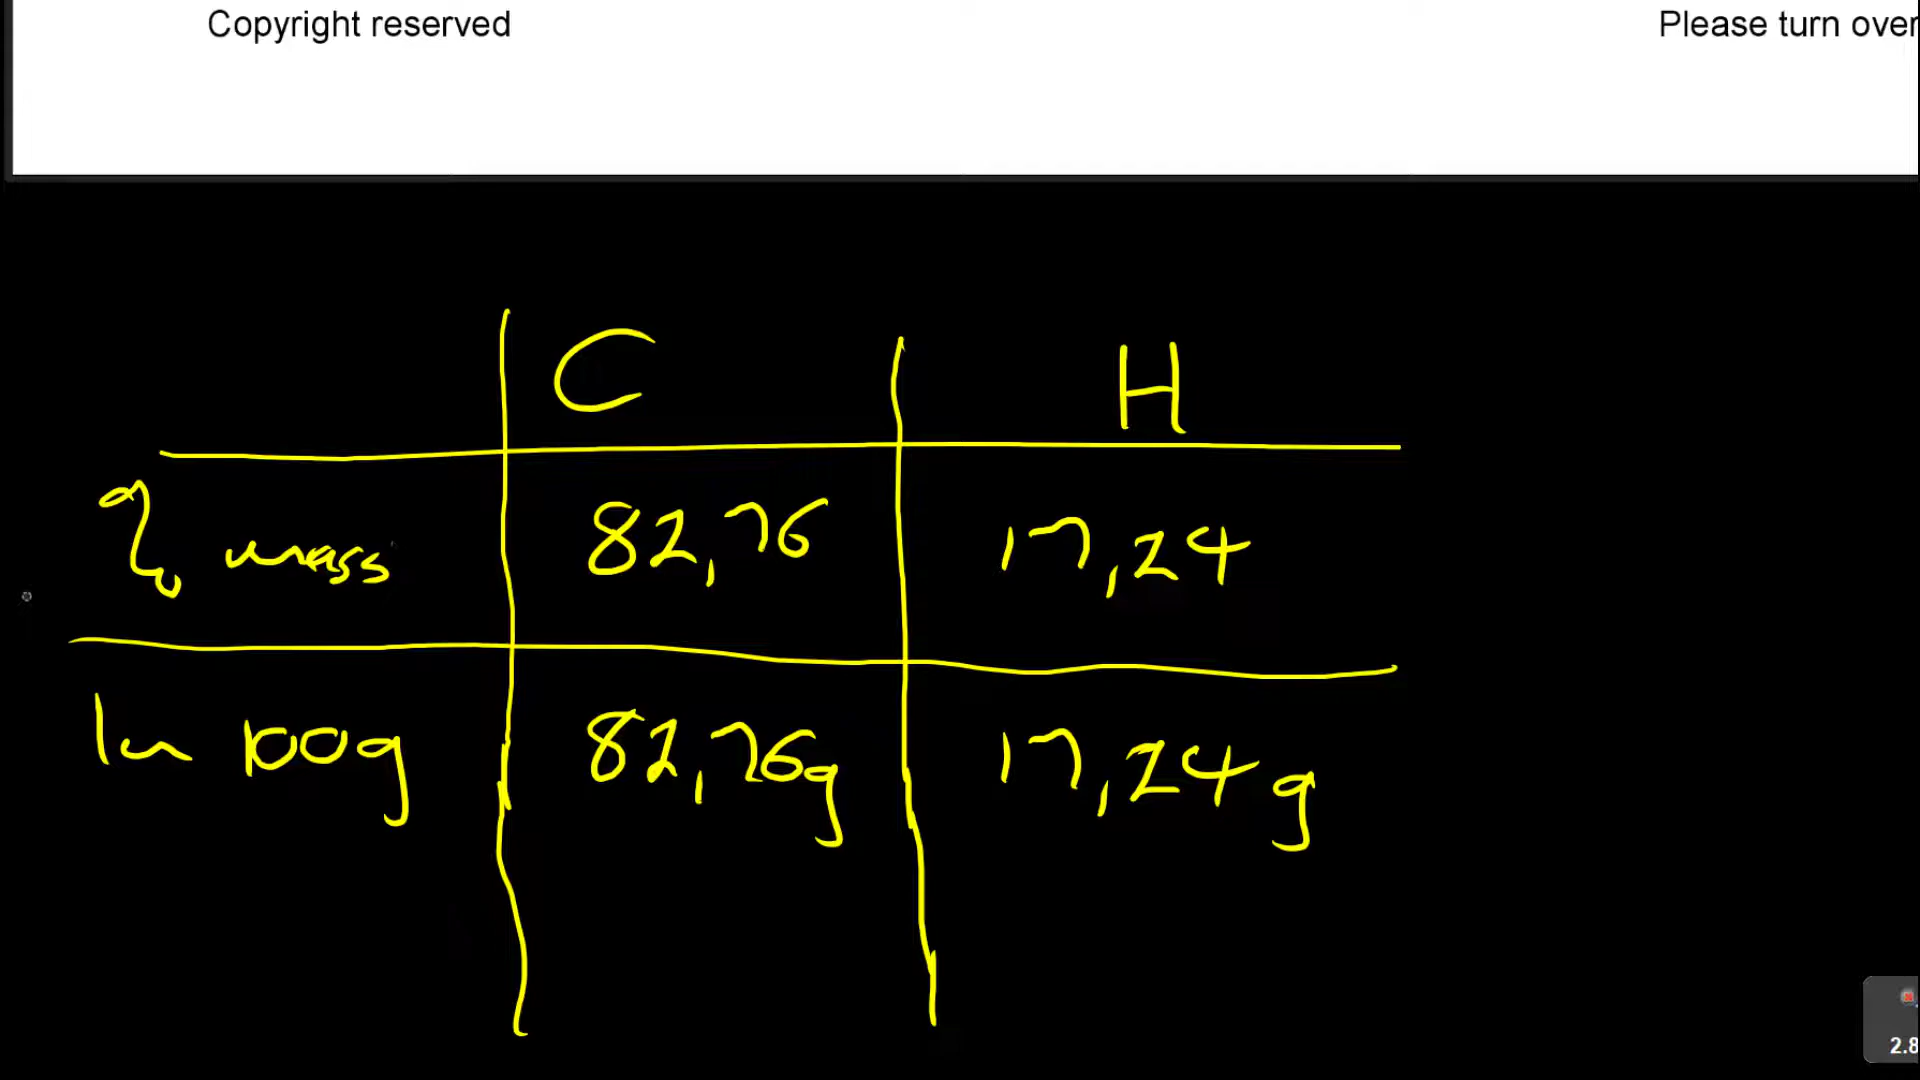 Copyright reserved Please turn over
C H
% mass 82,76 17,24
In 100g 82,76g 17,24g
2.8